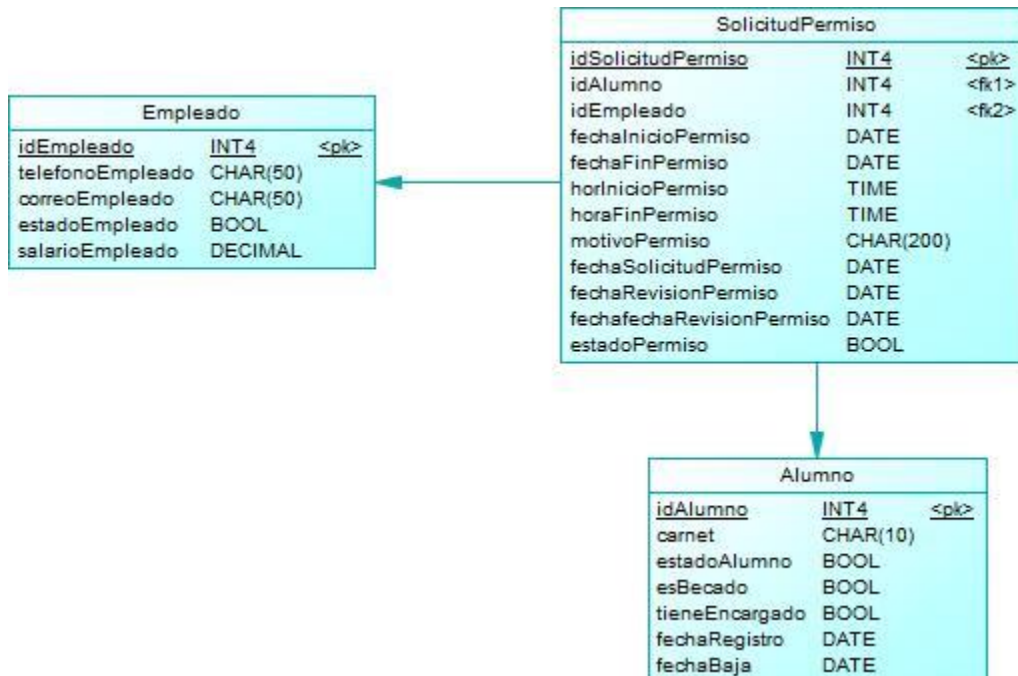 SolicitudPermiso
idSolicitudPermiso INT4 <pk>
idAlumno INT4 <fk1>
idEmpleado INT4 <fk2>
fechaInicioPermiso DATE
fechaFinPermiso DATE
horInicioPermiso TIME
horaFinPermiso TIME
motivoPermiso CHAR(200)
fechaSolicitudPermiso DATE
fechaRevisionPermiso DATE
fechafechaRevisionPermiso DATE
estadoPermiso BOOL
Empleado
idEmpleado INT4 <pk>
telefonoEmpleado CHAR(50)
correoEmpleado CHAR(50)
estadoEmpleado BOOL
salarioEmpleado DECIMAL
Alumno
idAlumno INT4 <pk>
carnet CHAR(10)
estadoAlumno BOOL
esBecado BOOL
tieneEncargado BOOL
fechaRegistro DATE
fechaBaja DATE